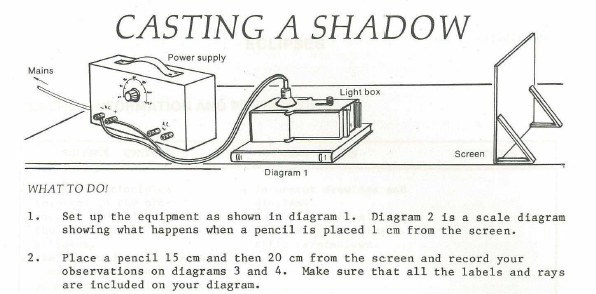 CASTING A SHADOW
Power supply
Mains
Light box
Screen
Diagram 1
WHAT TO DO!
1. Set up the equipment as shown in diagram 1. Diagram 2 is a scale diagram
showing what happens when a pencil is placed 1 cm from the screen.
2. Place a pencil 15 cm and then 20 cm from the screen and record your
observations on diagrams 3 and 4. Make sure that all the labels and rays
are included on your diagram.